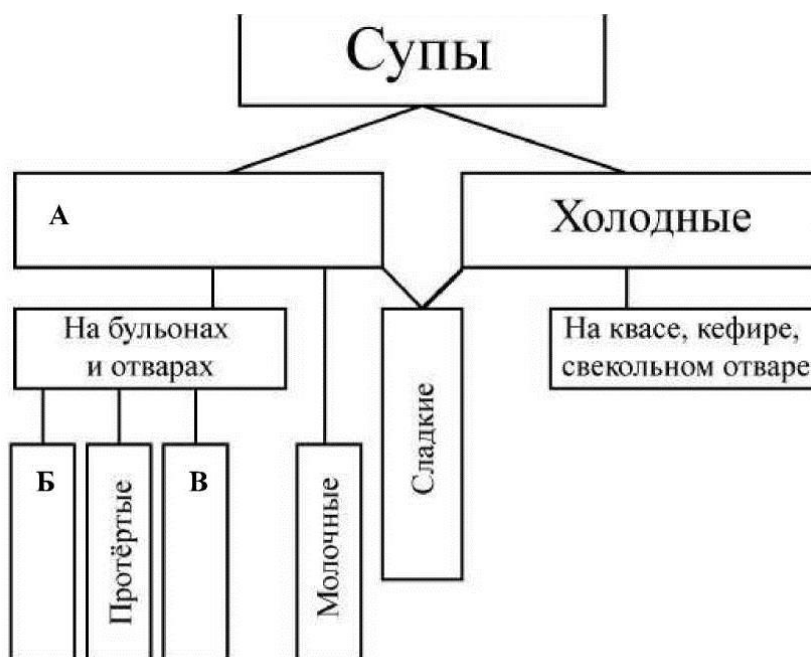 Супы
А
Холодные
На бульонах
и отварах
Сладкие
На квасе, кефире,
свекольном отваре
Б
Протёртые
В
Молочные